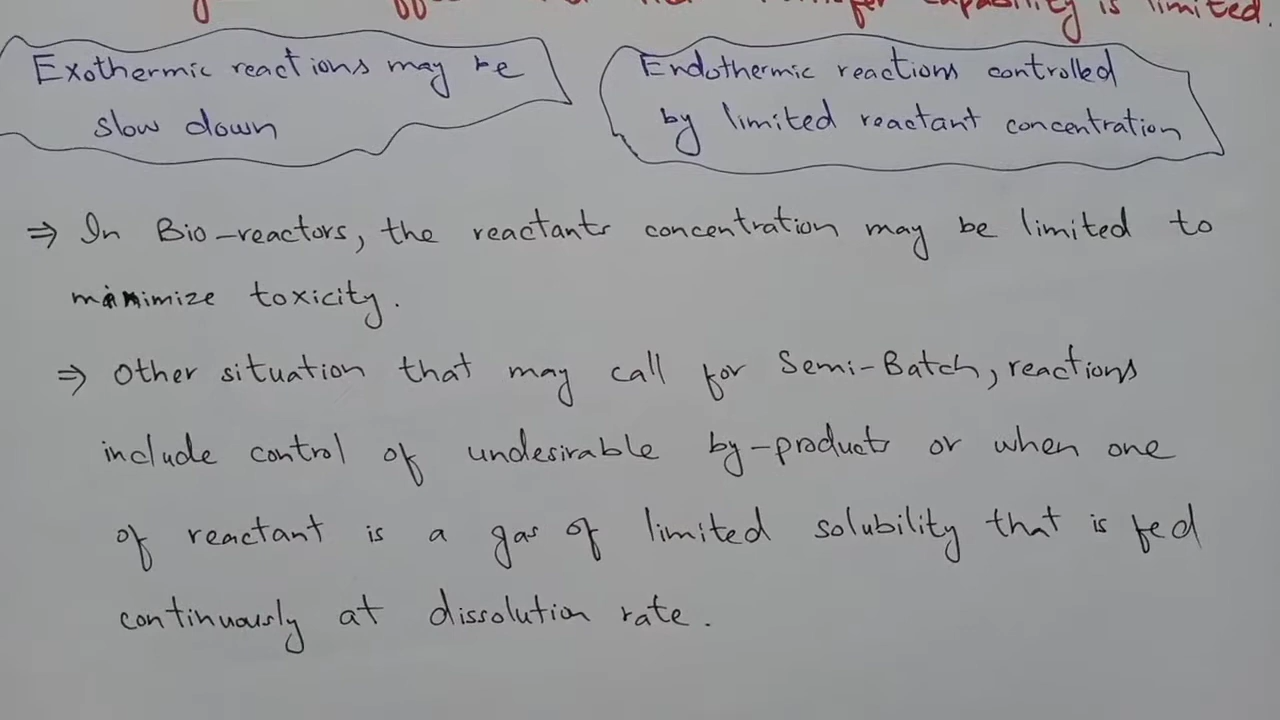 capability is limited.
Exothermic reactions may be
slow down
Endothermic reactions controlled
by limited reactant concentration
⇒ In Bio-reactors, the reactants concentration may be limited to
minimize toxicity.
⇒ Other situation that may call for Semi-Batch, reactions
include control of undesirable by-products or when one
of reactant is a gas of limited solubility that is fed
continuously at dissolution rate.